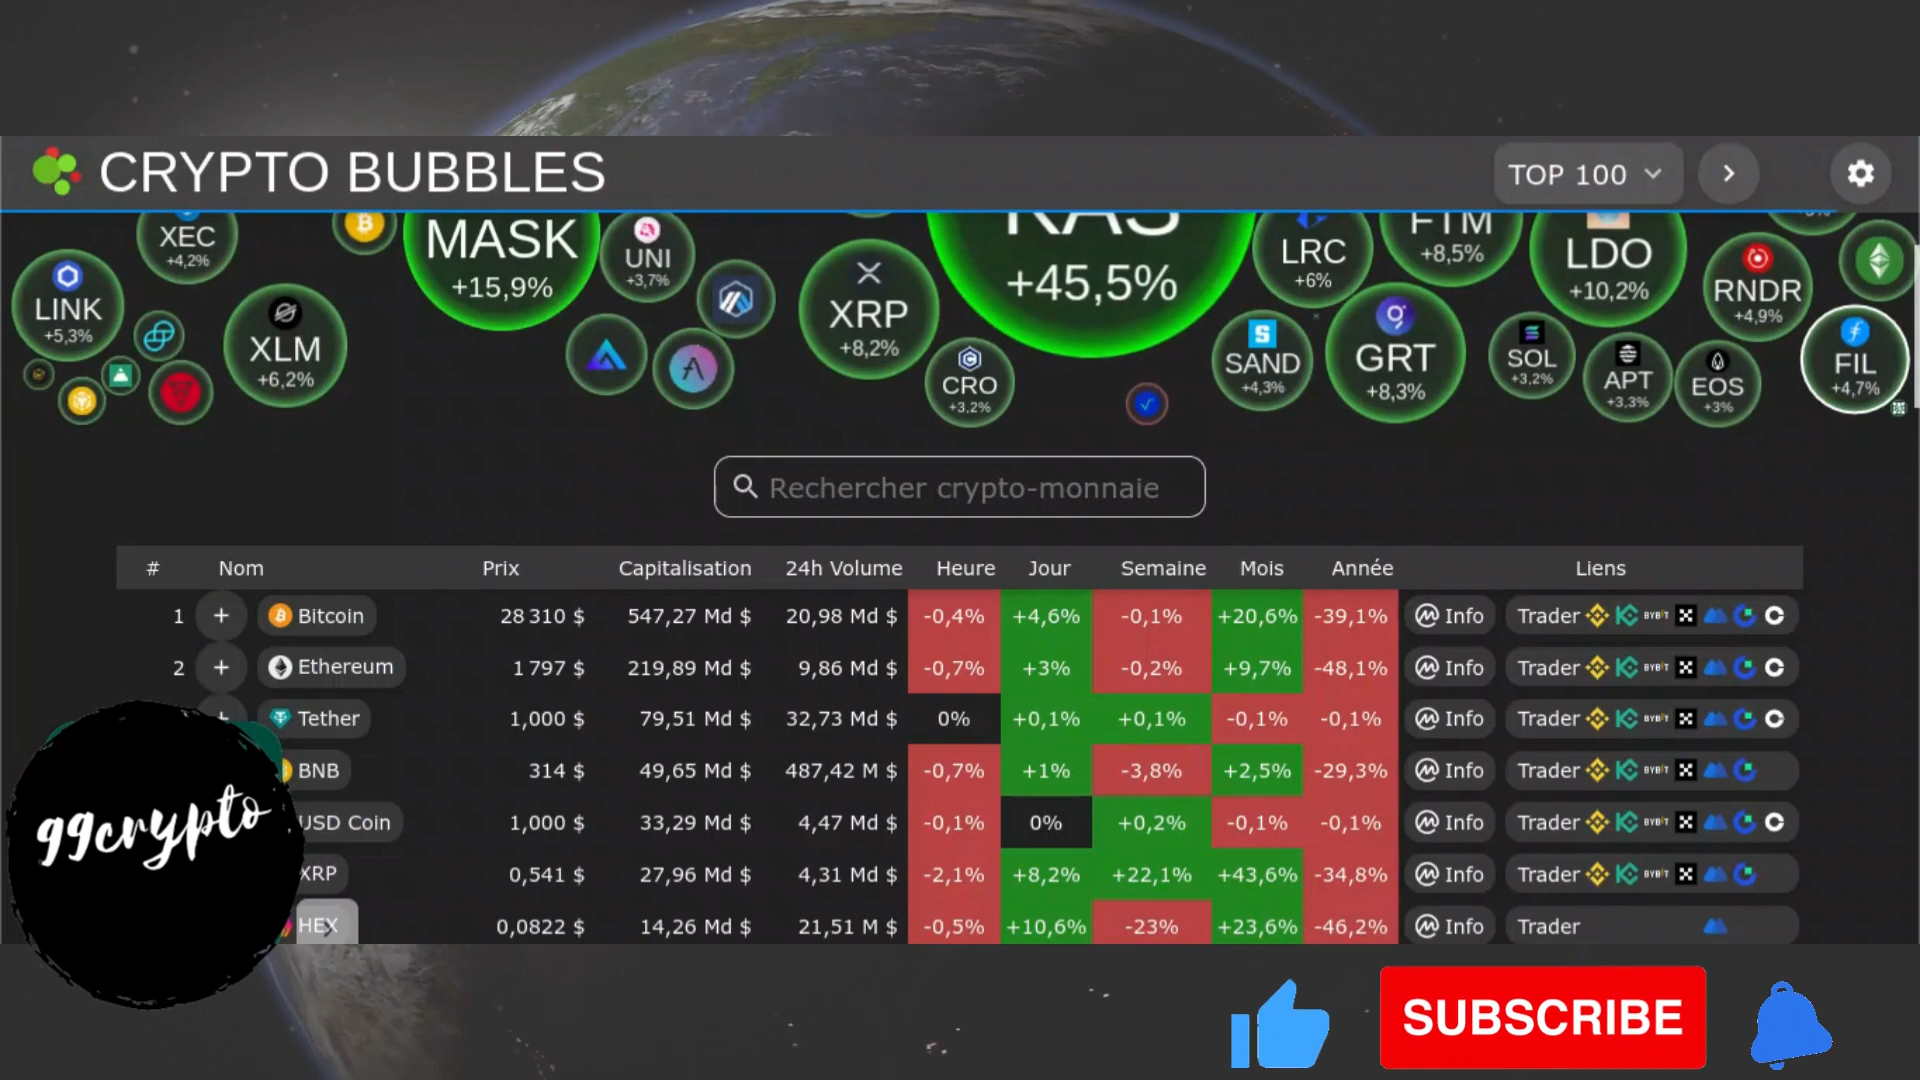 CRYPTO BUBBLES
TOP 100
XEC
+4,2%
MASK
+15,9%
UNI
+3,7%
KAS
+45,5%
LRC
+6%
FTM
+8,5%
LDO
+10,2%
RNDR
+4,9%
LINK
+5,3%
XLM
+6,2%
XRP
+8,2%
CRO
+3,2%
SAND
+4,3%
GRT
+8,3%
SOL
+3,2%
APT
+3,3%
EOS
+3%
FIL
+4,7%
Rechercher crypto-monnaie
# Nom Prix Capitalisation 24h Volume Heure Jour Semaine Mois Année Liens
1 + Bitcoin 28 310 $ 547,27 Md $ 20,98 Md $ -0,4% +4,6% -0,1% +20,6% -39,1% Info Trader BYBIT
2 + Ethereum 1 797 $ 219,89 Md $ 9,86 Md $ -0,7% +3% -0,2% +9,7% -48,1% Info Trader BYBIT
Tether 1,000 $ 79,51 Md $ 32,73 Md $ 0% +0,1% +0,1% -0,1% -0,1% Info Trader BYBIT
BNB 314 $ 49,65 Md $ 487,42 M $ -0,7% +1% -3,8% +2,5% -29,3% Info Trader BYBIT
USD Coin 1,000 $ 33,29 Md $ 4,47 Md $ -0,1% 0% +0,2% -0,1% -0,1% Info Trader BYBIT
XRP 0,541 $ 27,96 Md $ 4,31 Md $ -2,1% +8,2% +22,1% +43,6% -34,8% Info Trader BYBIT
HEX 0,0822 $ 14,26 Md $ 21,51 M $ -0,5% +10,6% -23% +23,6% -46,2% Info Trader
99crypto
SUBSCRIBE